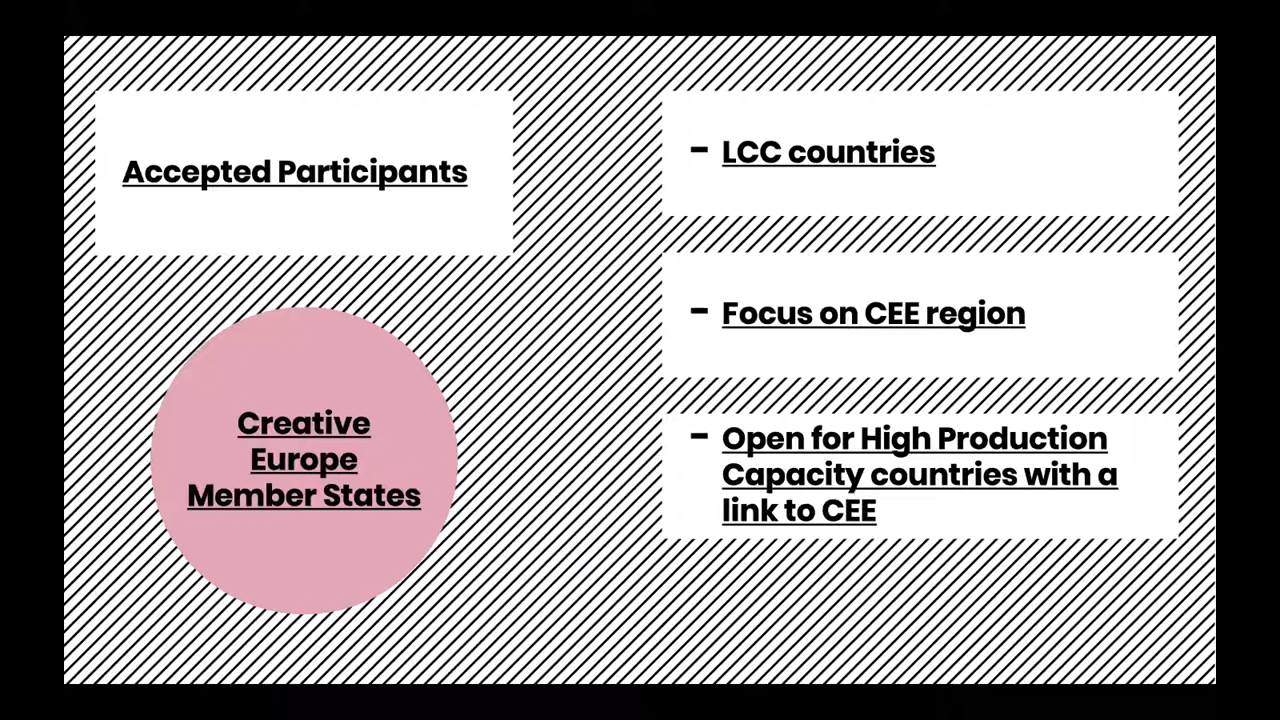 Accepted Participants
Creative
Europe
Member States
- LCC countries
- Focus on CEE region
- Open for High Production
Capacity countries with a
link to CEE